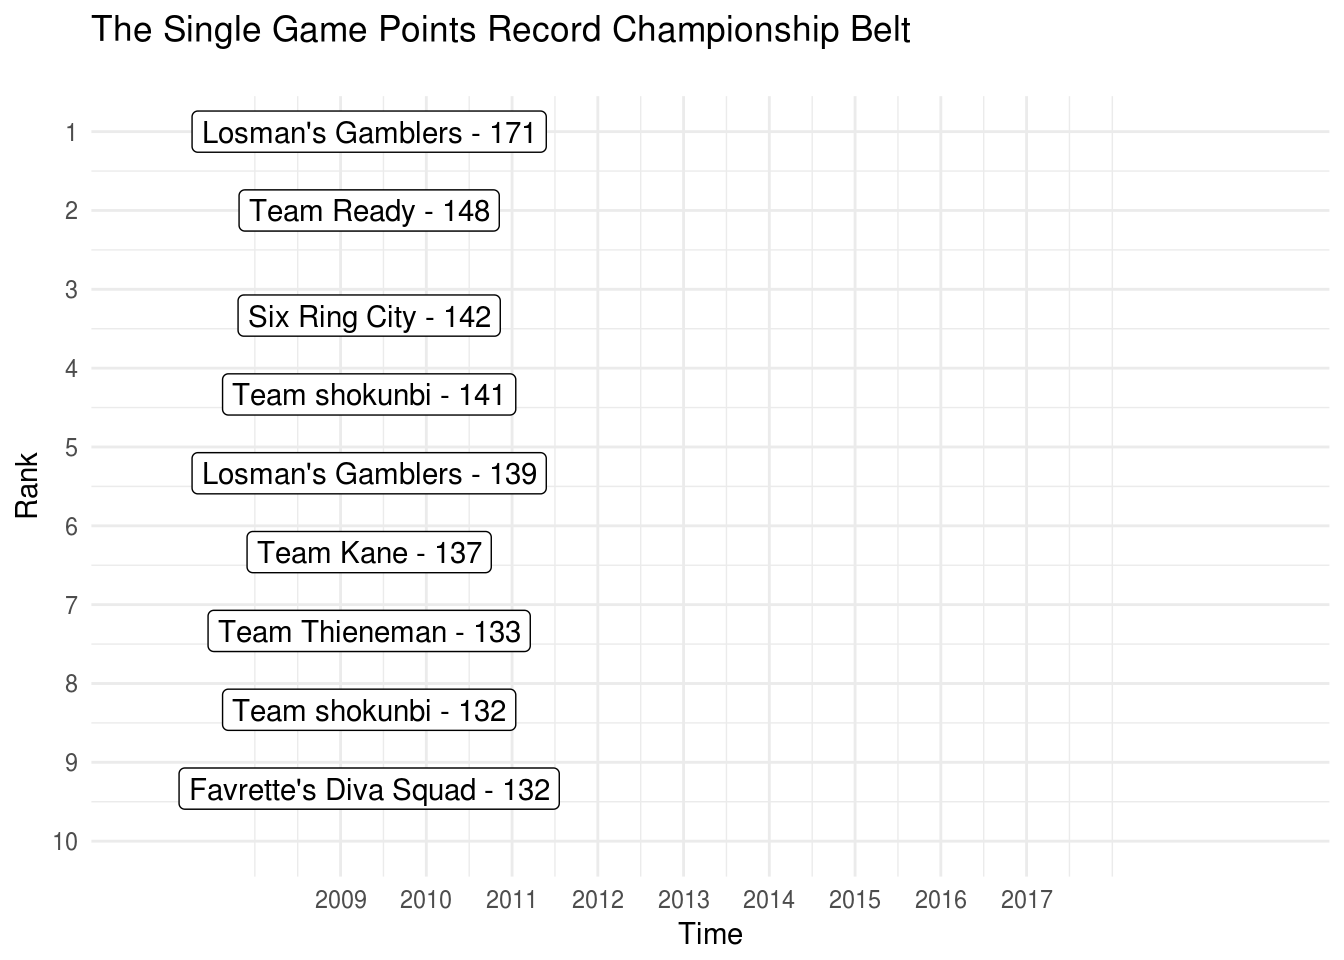 The Single Game Points Record Championship Belt
1
Losman's Gamblers - 171
2
Team Ready - 148
3
Six Ring City - 142
4
Team shokunbi - 141
5
Losman's Gamblers - 139
Rank
6
Team Kane - 137
7
Team Thieneman - 133
8
Team shokunbi - 132
9
Favrette's Diva Squad - 132
10
2009 2010 2011 2012 2013 2014 2015 2016 2017
Time